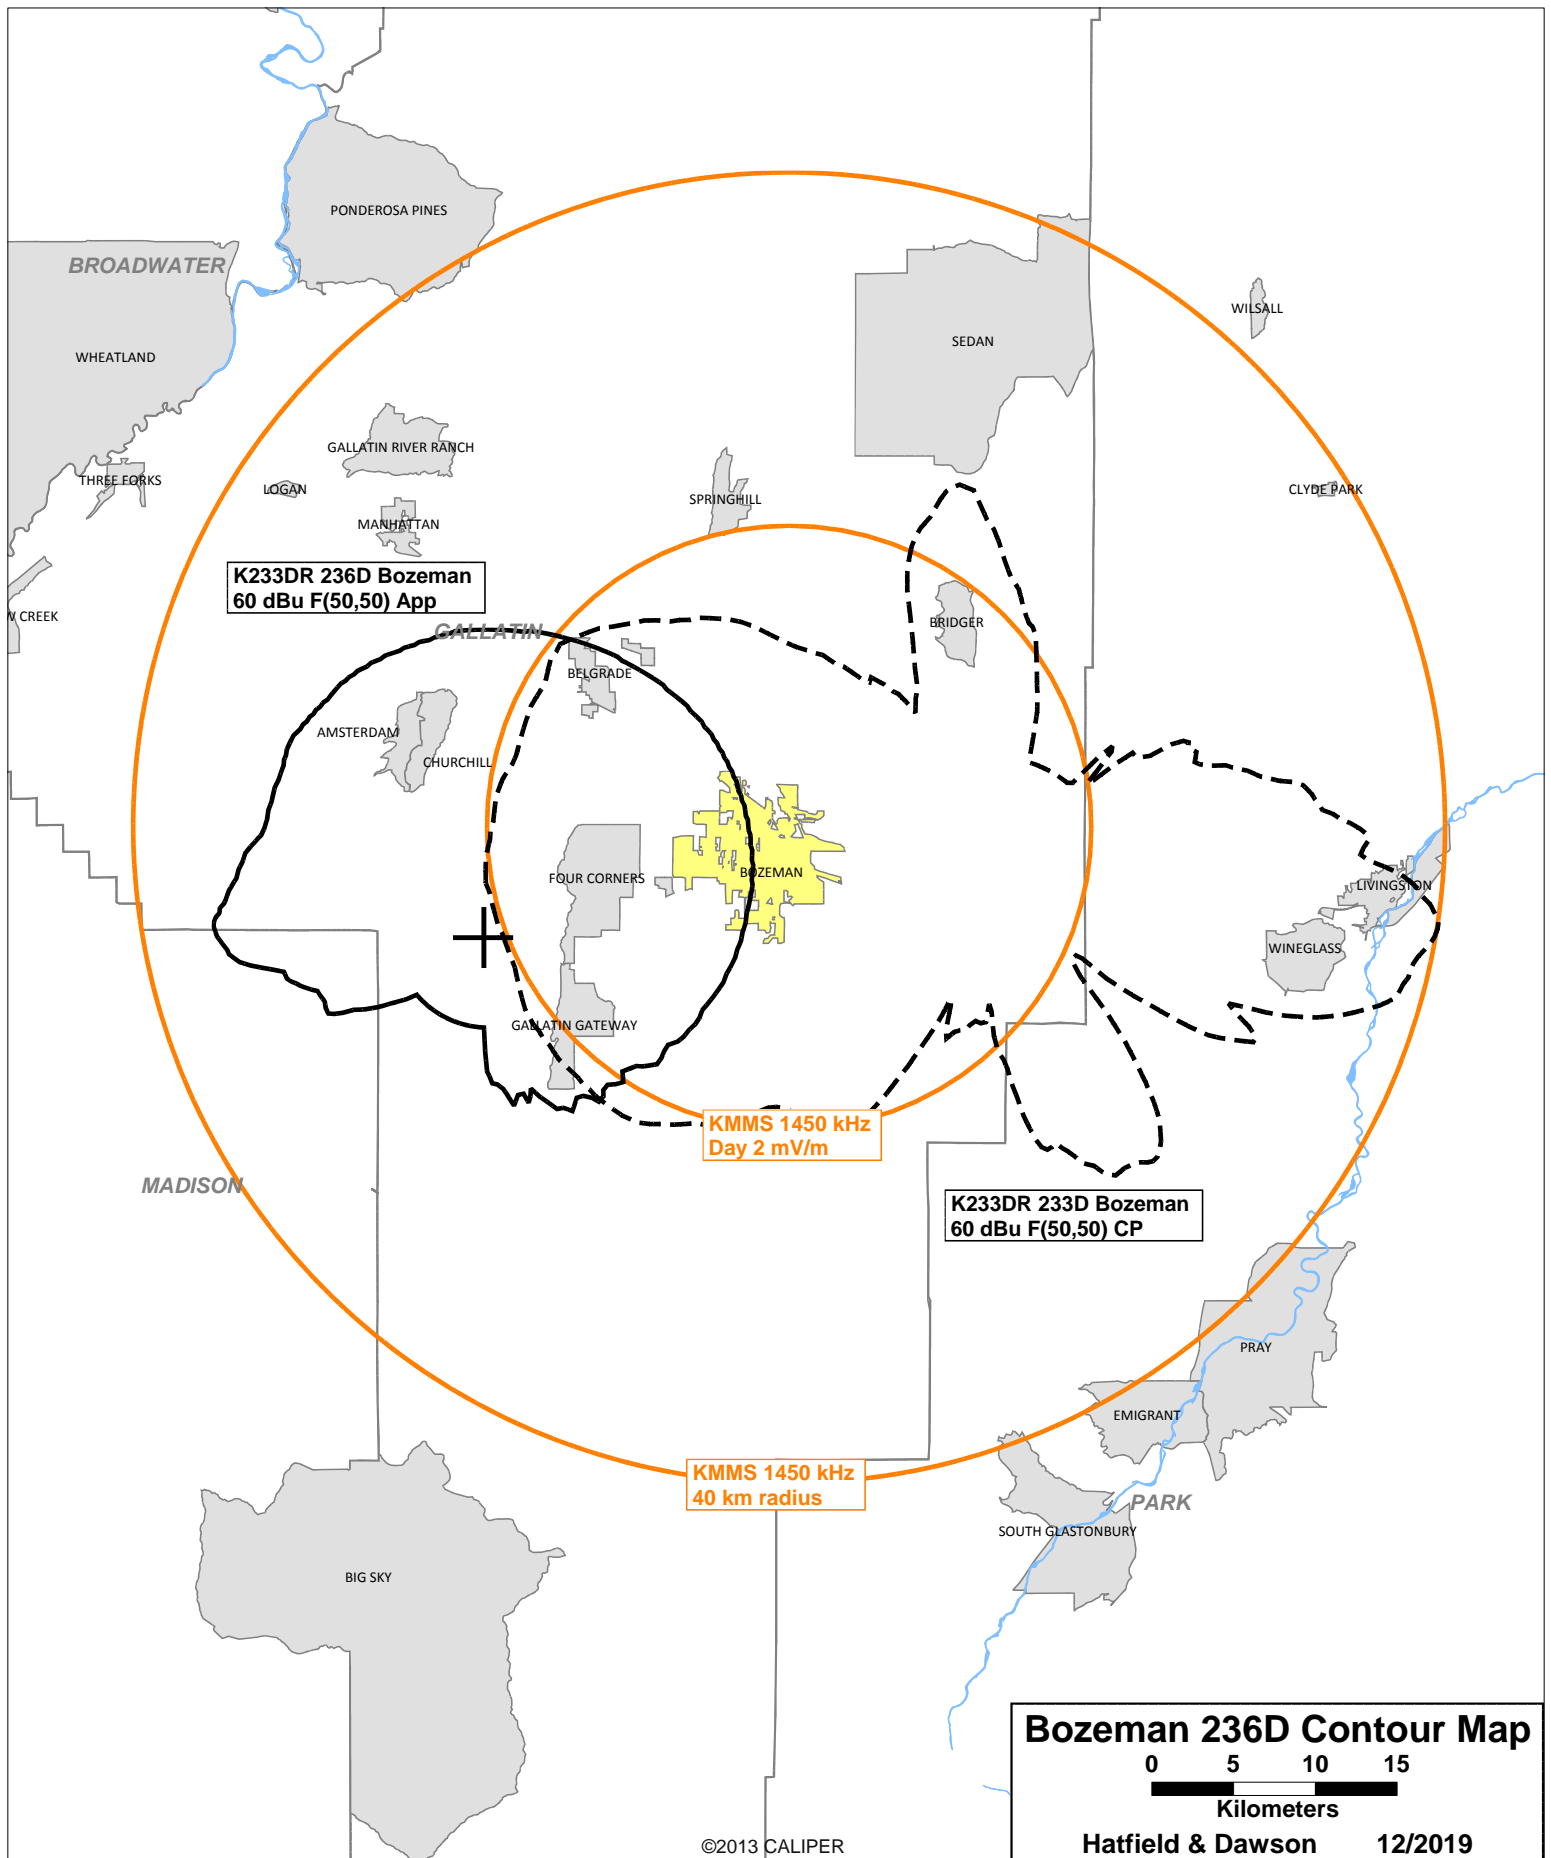 PONDEROSA PINES
BROADWATER
WILSALL
SEDAN
WHEATLAND
GALLATIN RIVER RANCH
THREE FORKS
LOGAN
SPRINGHILL
CLYDE PARK
MANHATTAN
K233DR 236D Bozeman
60 dBu F(50,50) App
W CREEK
BRIDGER
GALLATIN
BELGRADE
AMSTERDAM
CHURCHILL
BOZEMAN
FOUR CORNERS
LIVINGSTON
WINEGLASS
GALLATIN GATEWAY
KMMS 1450 kHz
Day 2 mV/m
MADISON
K233DR 233D Bozeman
60 dBu F(50,50) CP
PRAY
EMIGRANT
KMMS 1450 kHz
40 km radius
PARK
SOUTH GLASTONBURY
BIG SKY
Bozeman 236D Contour Map
0 5 10 15
Kilometers
Hatfield & Dawson 12/2019
©2013 CALIPER